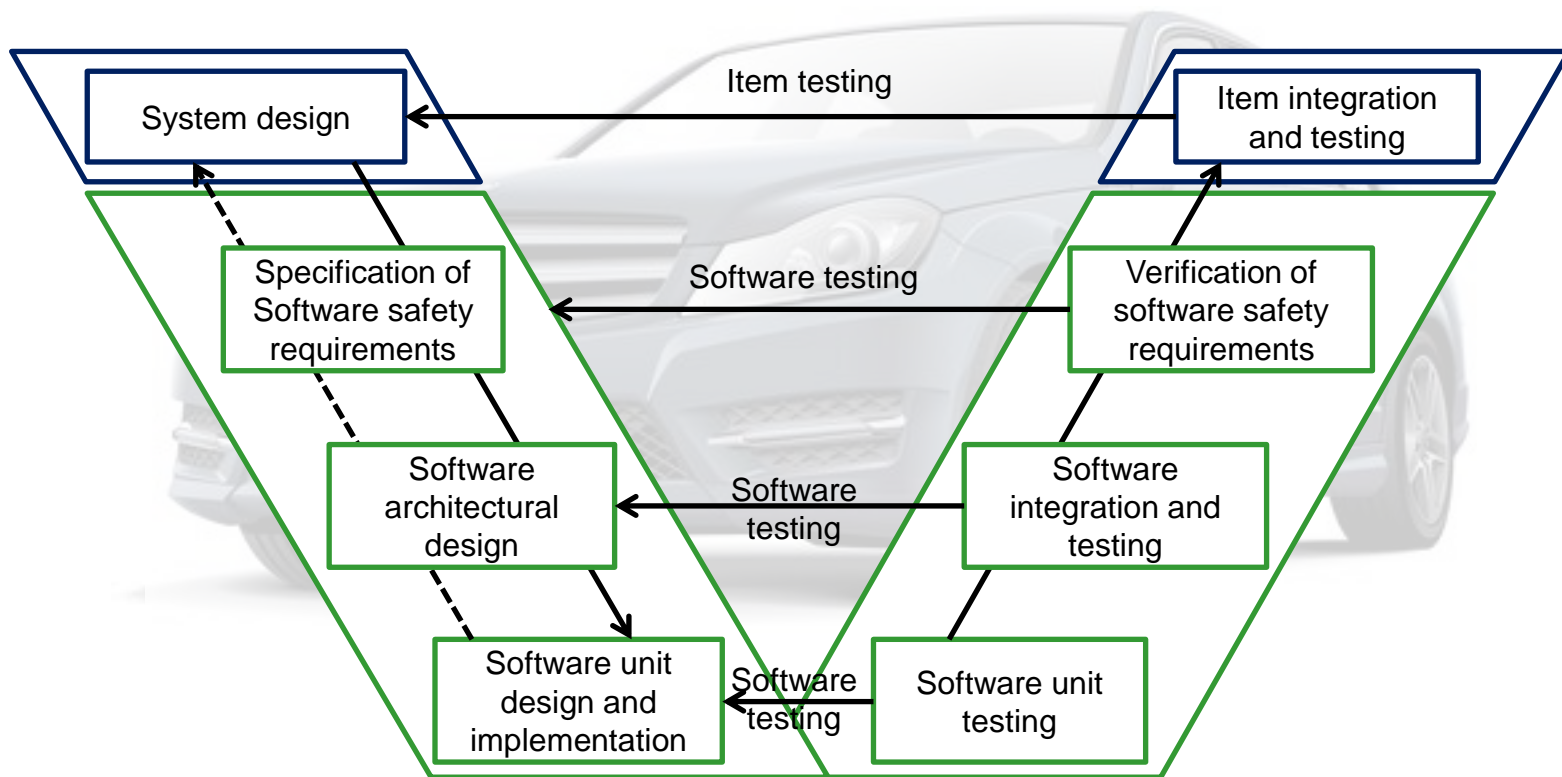 System design
Item testing
Item integration
and testing
Specification of
Software safety
requirements
Software testing
Verification of
software safety
requirements
Software
architectural
design
Software
testing
Software
integration and
testing
Software unit
design and
implementation
Software
testing
Software unit
testing